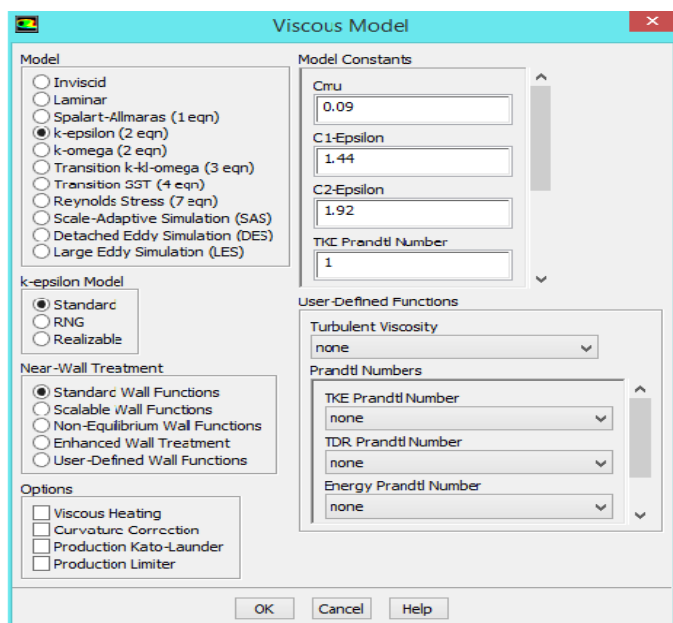 Viscous Model
Model
Inviscid
Laminar
Spalart-Allmaras (1 eqn)
k-epsilon (2 eqn)
k-omega (2 eqn)
Transition k-kl-omega (3 eqn)
Transition SST (4 eqn)
Reynolds Stress (7 eqn)
Scale-Adaptive Simulation (SAS)
Detached Eddy Simulation (DES)
Large Eddy Simulation (LES)
k-epsilon Model
Standard
RNG
Realizable
Near-Wall Treatment
Standard Wall Functions
Scalable Wall Functions
Non-Equilibrium Wall Functions
Enhanced Wall Treatment
User-Defined Wall Functions
Options
Viscous Heating
Curvature Correction
Production Kato-Launder
Production Limiter
Model Constants
Cmu
0.09
C1-Epsilon
1.44
C2-Epsilon
1.92
TKE Prandtl Number
1
User-Defined Functions
Turbulent Viscosity
none
Prandtl Numbers
TKE Prandtl Number
none
TDR Prandtl Number
none
Energy Prandtl Number
none
OK
Cancel
Help